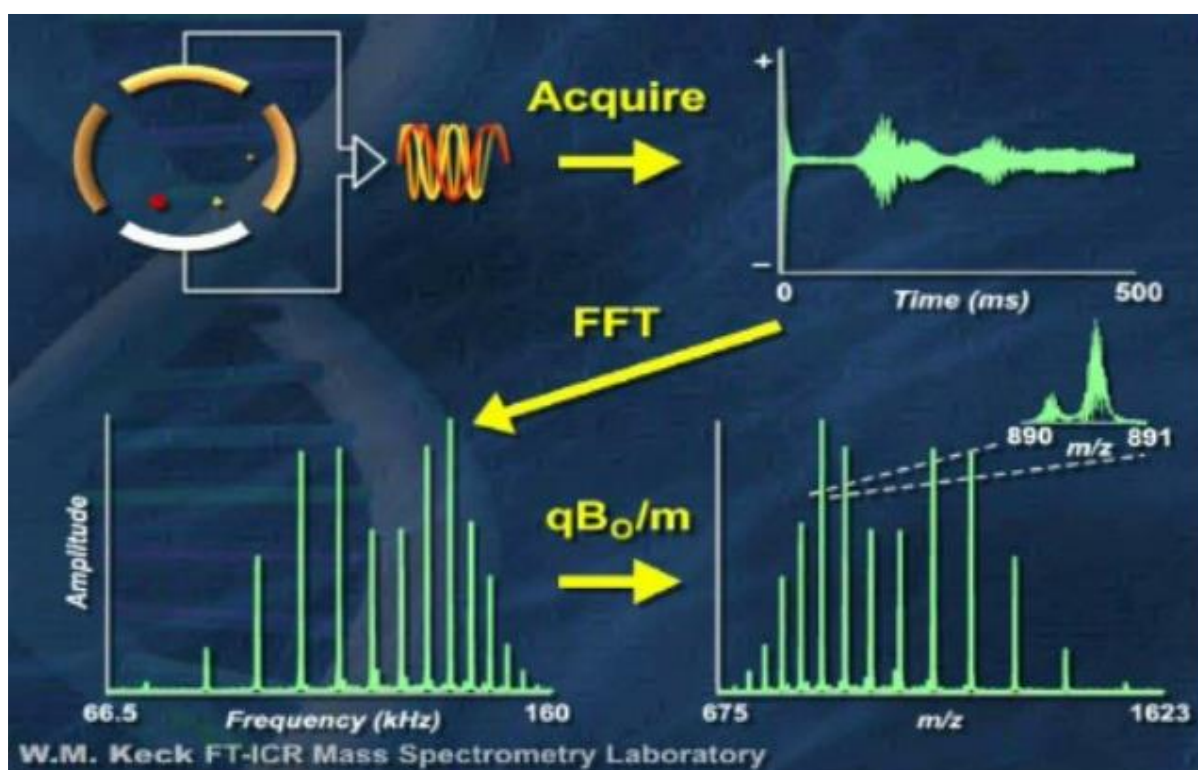 Acquire
+
−
0
Time (ms)
500
FFT
890
m/z
891
Amplitude
66.5
Frequency (kHz)
160
qBO/m
675
m/z
1623
W.M. Keck FT-ICR Mass Spectrometry Laboratory